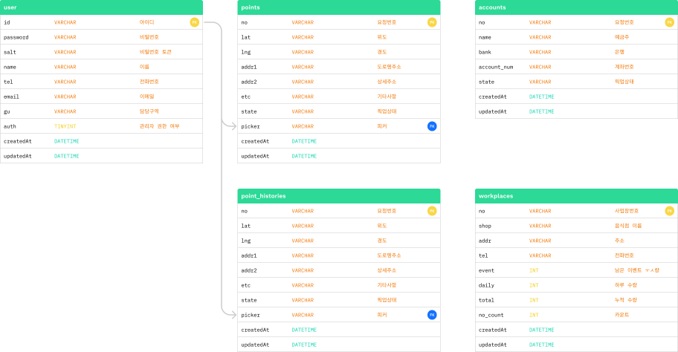 user
id VARCHAR 아이디 PK
password VARCHAR 비밀번호
salt VARCHAR 비밀번호 토큰
name VARCHAR 이름
tel VARCHAR 전화번호
email VARCHAR 이메일
gu VARCHAR 담당구역
auth TINYINT 관리자 권한 여부
createdAt DATETIME
updatedAt DATETIME
points
no VARCHAR 요청번호 PK
lat VARCHAR 위도
lng VARCHAR 경도
addr1 VARCHAR 도로명주소
addr2 VARCHAR 상세주소
etc VARCHAR 기타사항
state VARCHAR 작업상태
picker VARCHAR 피커 FK
createdAt DATETIME
updatedAt DATETIME
accounts
no VARCHAR 요청번호 PK
name VARCHAR 예금주
bank VARCHAR 은행
account_num VARCHAR 계좌번호
state VARCHAR 작업상태
createdAt DATETIME
updatedAt DATETIME
point_histories
no VARCHAR 요청번호 PK
lat VARCHAR 위도
lng VARCHAR 경도
addr1 VARCHAR 도로명주소
addr2 VARCHAR 상세주소
etc VARCHAR 기타사항
state VARCHAR 작업상태
picker VARCHAR 피커 FK
createdAt DATETIME
updatedAt DATETIME
workplaces
no VARCHAR 사업장번호 PK
shop VARCHAR 음식점 이름
addr VARCHAR 주소
tel VARCHAR 전화번호
event INT 남은 이벤트
daily INT 하루 수량
total INT 누적 수량
no_count INT 카운트
createdAt DATETIME
updatedAt DATETIME